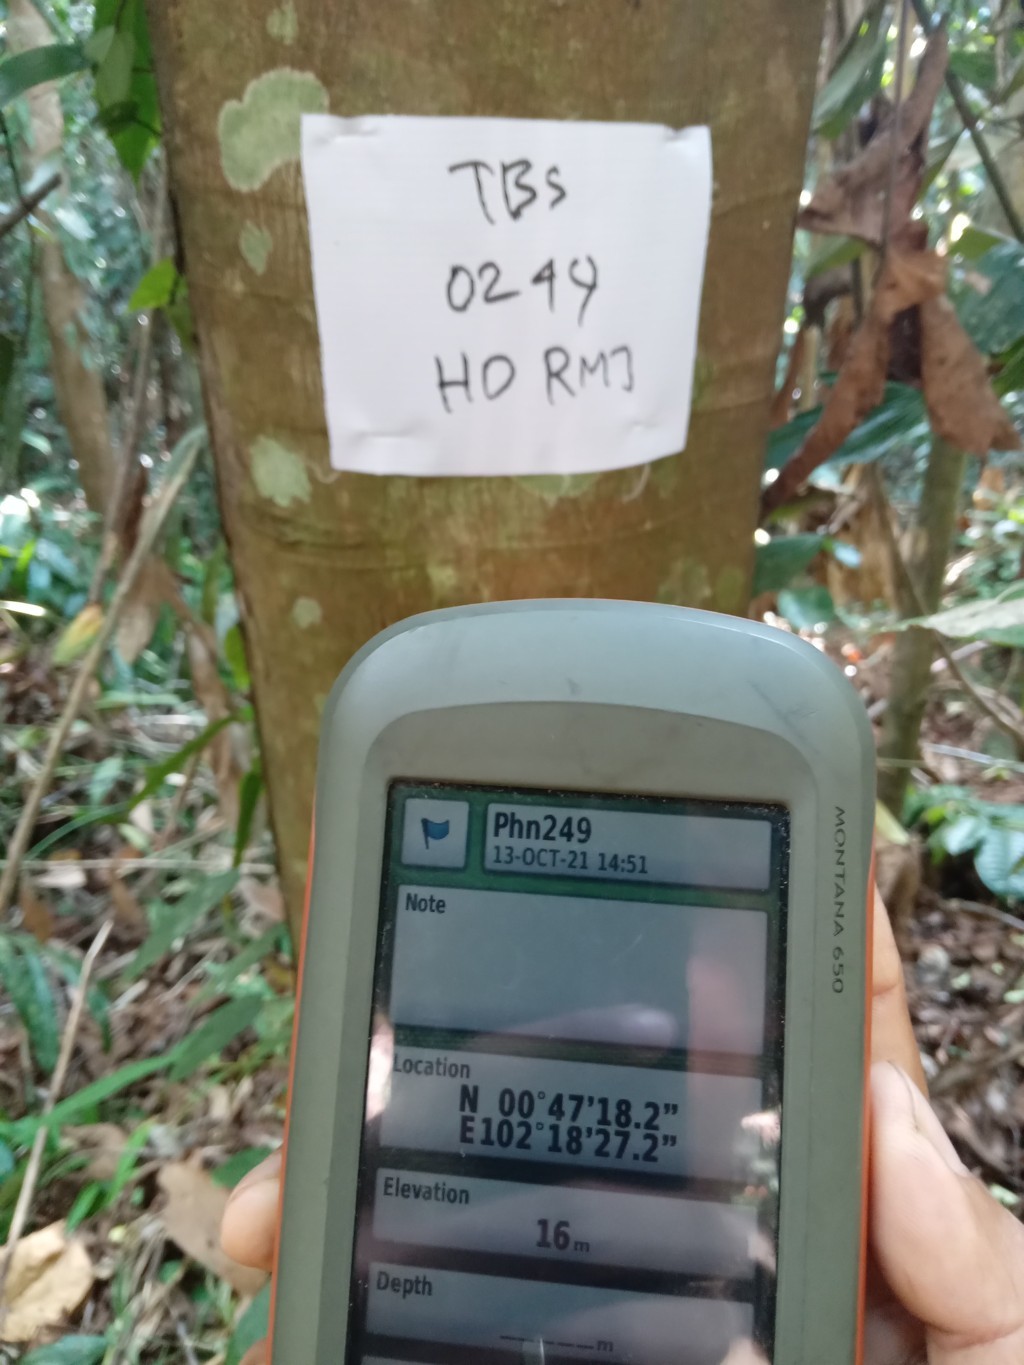 TBS
0249
HO RMJ
Phn249
13-OCT-21 14:51
MONTANA 650
Note
Location
N 00°47'18.2"
E102°18'27.2"
Elevation
16m
Depth
_____m